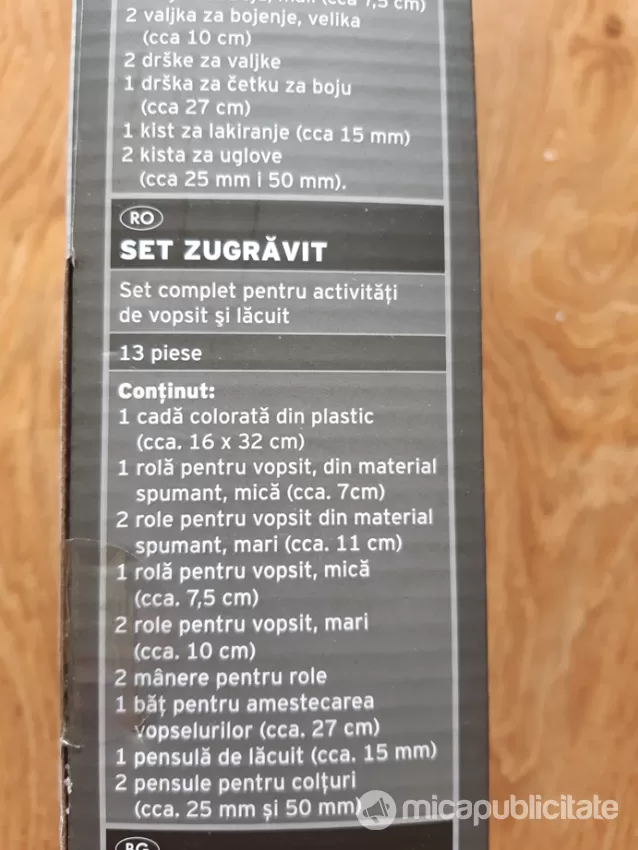 2 valjka za bojenje, velika
(cca 10 cm)
2 drške za valjke
1 drška za četku za boju
(cca 27 cm)
1 kist za lakiranje (cca 15 mm)
2 kista za uglove
(cca 25 mm i 50 mm).
RO
SET ZUGRĂVIT
Set complet pentru activități
de vopsit şi lăcuit
13 piese
Conținut:
1 cadă colorată din plastic
(cca. 16 x 32 cm)
1 rolă pentru vopsit, din material
spumant, mică (cca. 7cm)
2 role pentru vopsit din material
spumant, mari (cca. 11 cm)
1 rolă pentru vopsit, mică
(cca. 7,5 cm)
2 role pentru vopsit, mari
(cca. 10 cm)
2 mânere pentru role
1 băț pentru amestecarea
vopselurilor (cca. 27 cm)
1 pensulă de lăcuit (cca. 15 mm)
2 pensule pentru colțuri
(cca. 25 mm și 50 mm)
micapublicitate
BG